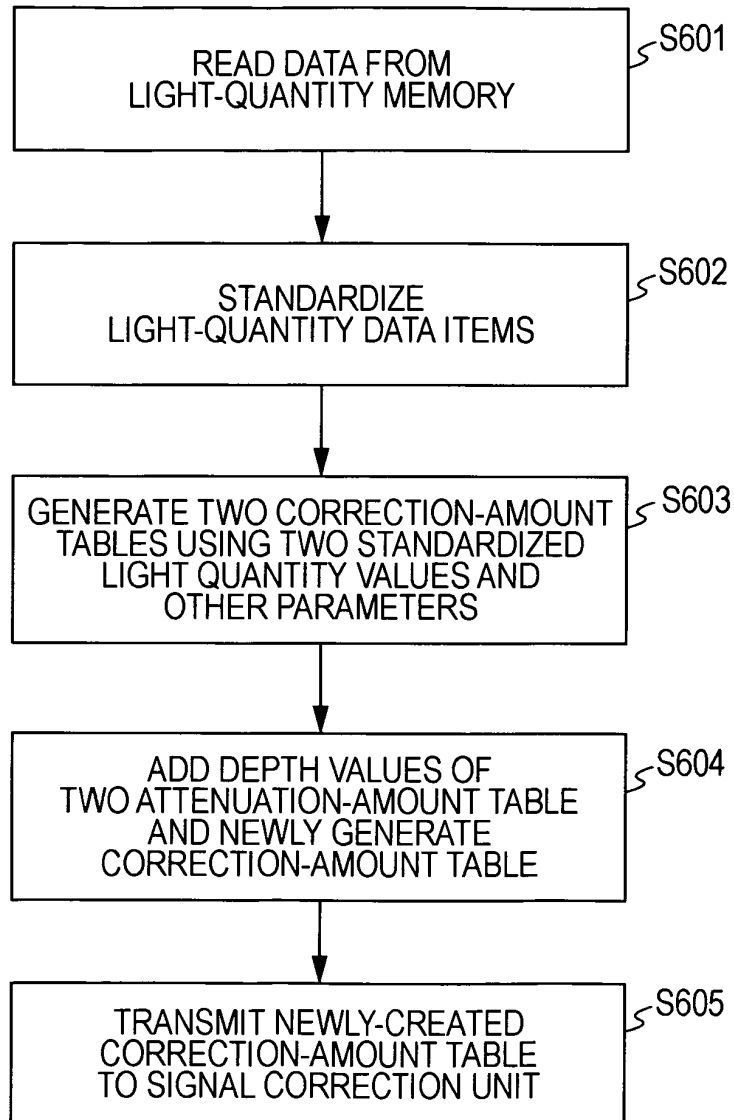 READ DATA FROM
LIGHT-QUANTITY MEMORY
S601
STANDARDIZE
LIGHT-QUANTITY DATA ITEMS
S602
GENERATE TWO CORRECTION-AMOUNT
TABLES USING TWO STANDARDIZED
LIGHT QUANTITY VALUES AND
OTHER PARAMETERS
S603
ADD DEPTH VALUES OF
TWO ATTENUATION-AMOUNT TABLE
AND NEWLY GENERATE
CORRECTION-AMOUNT TABLE
S604
TRANSMIT NEWLY-CREATED
CORRECTION-AMOUNT TABLE
TO SIGNAL CORRECTION UNIT
S605